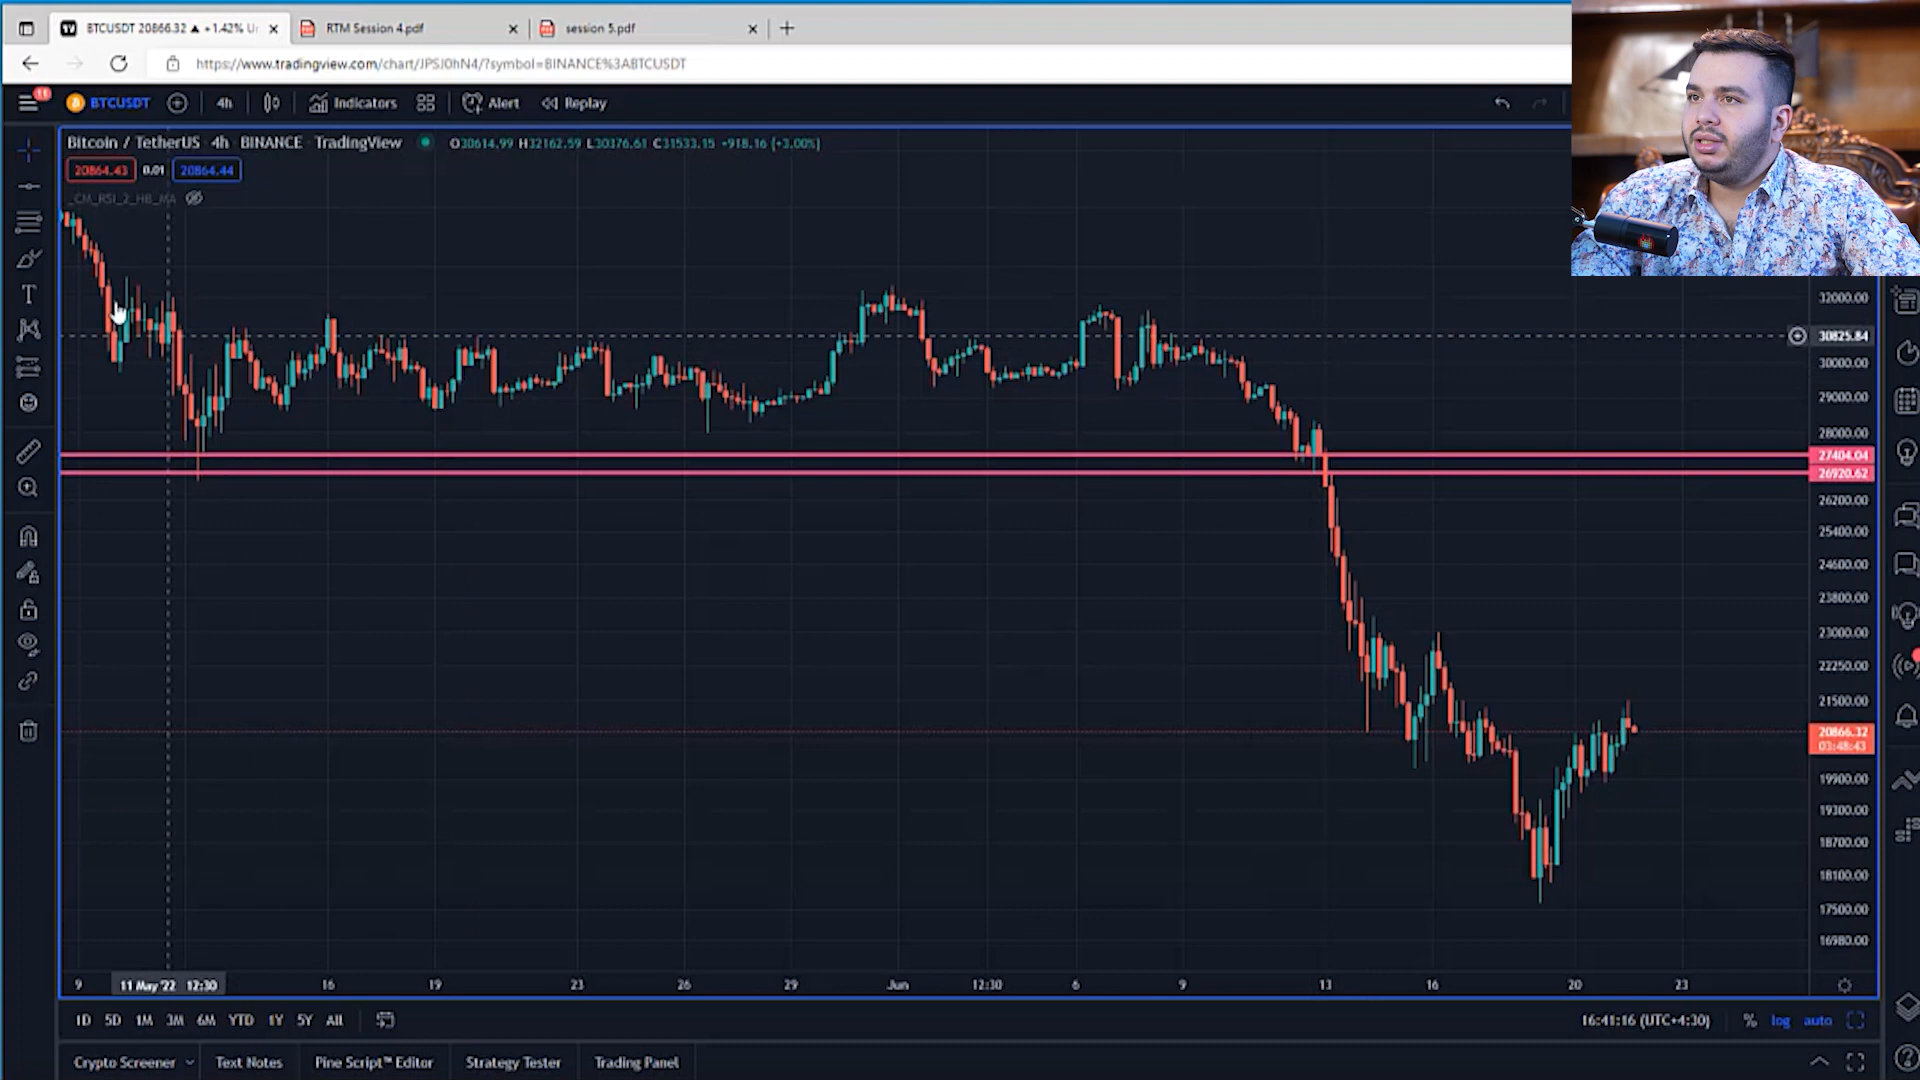 BTCUSDT 20866.32 ▲ +1.42% Un
RTM Session 4.pdf
session 5.pdf
https://www.tradingview.com/chart/JPSJ0hN4/?symbol=BINANCE%3ABTCUSDT
11
BTCUSDT
4h
Indicators
Alert
Replay
Bitcoin / TetherUS 4h BINANCE TradingView
O30614.99 H32162.59 L30376.61 C31533.15 +918.16 (+3.00%)
20864.43 0.01 20864.44
_CM_RSI_2_HB_MA
32000.00
30825.84
30000.00
29000.00
28000.00
27404.04
26920.62
26200.00
25400.00
24600.00
23800.00
23000.00
22250.00
21500.00
20866.32
03:48:43
19900.00
19300.00
18700.00
18100.00
17500.00
16980.00
9 11 May '22 12:30 16 19 23 26 29 Jun 12:30 6 9 13 16 20 23
1D 5D 1M 3M 6M YTD 1Y 5Y All
16:41:16 (UTC+4:30) % log auto
Crypto Screener Text Notes Pine Script™ Editor Strategy Tester Trading Panel